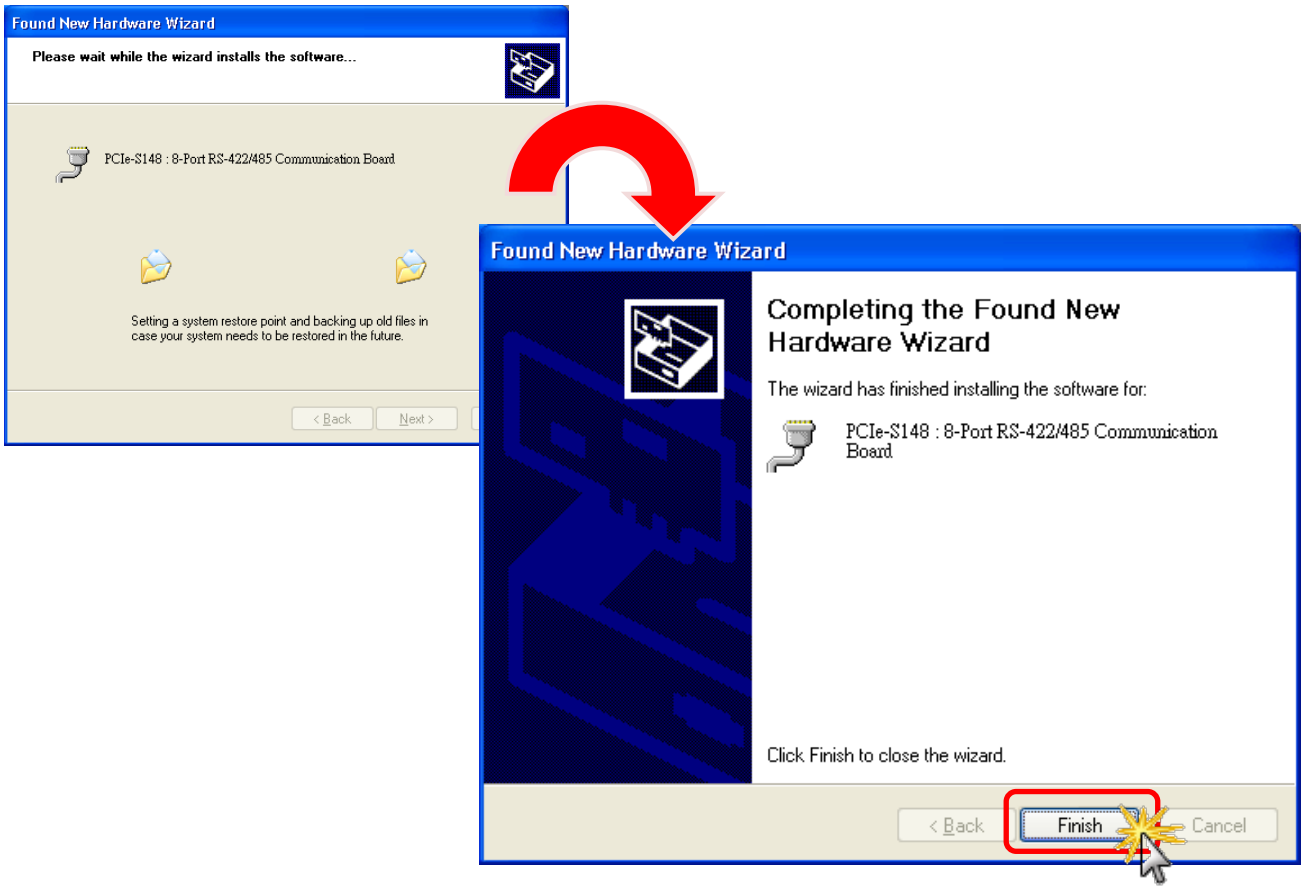 Found New Hardware Wizard
Please wait while the wizard installs the software...
PCIe-S148 : 8-Port RS-422/485 Communication Board
Setting a system restore point and backing up old files in
case your system needs to be restored in the future.
< Back
Next >
Found New Hardware Wizard
Completing the Found New
Hardware Wizard
The wizard has finished installing the software for:
PCIe-S148 : 8-Port RS-422/485 Communication
Board
Click Finish to close the wizard.
< Back
Finish
Cancel